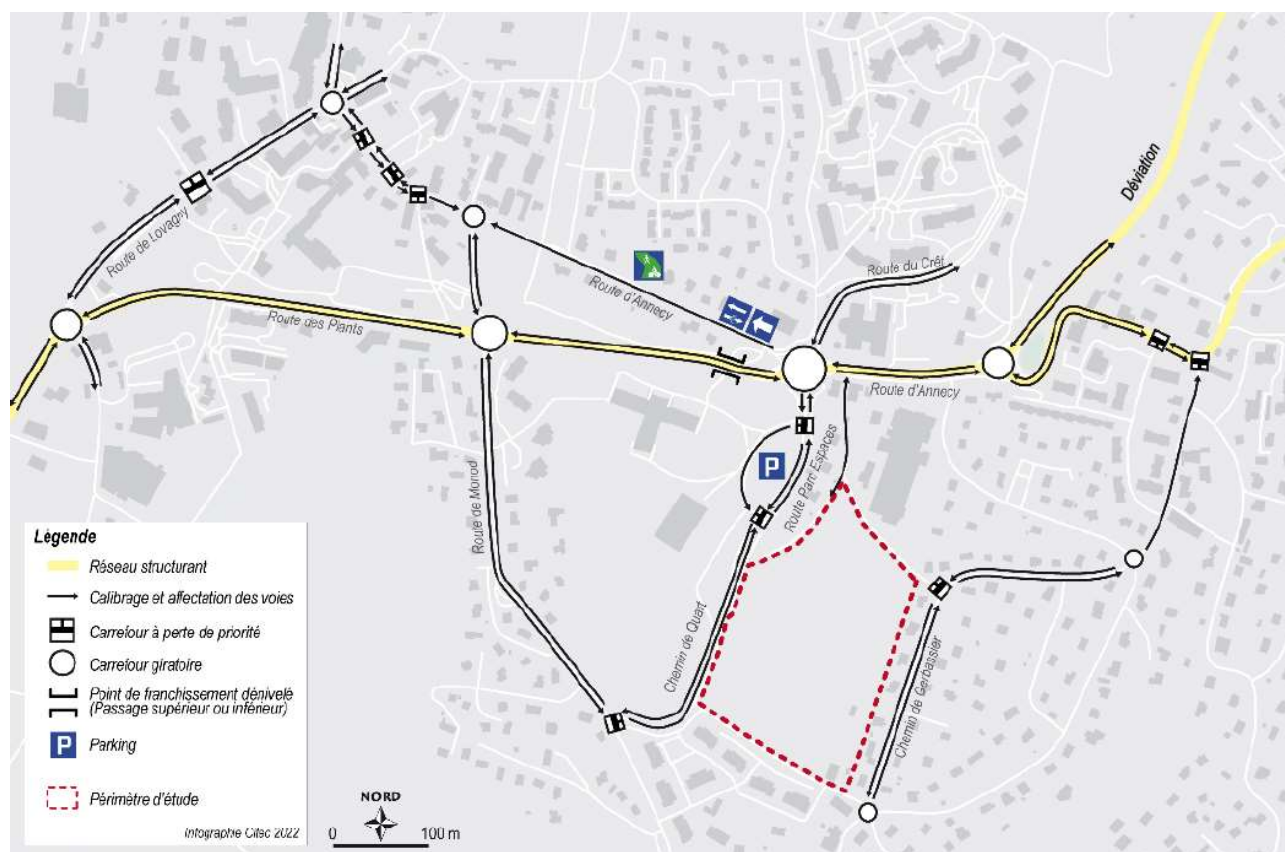 Déviation
Route de Lovagny
Route du Crêt
Route d'Annecy
Route des Plants
Route d'Annecy
Route de Monod
P
Route Parc Espaces
Chemin de Quart
Chemin de Gerbassier
Légende
Réseau structurant
Calibrage et affectation des voies
Carrefour à perte de priorité
Carrefour giratoire
Point de franchissement dénivelé
(Passage supérieur ou inférieur)
P Parking
Périmètre d'étude
Infographie Citec 2022
NORD
0 100 m